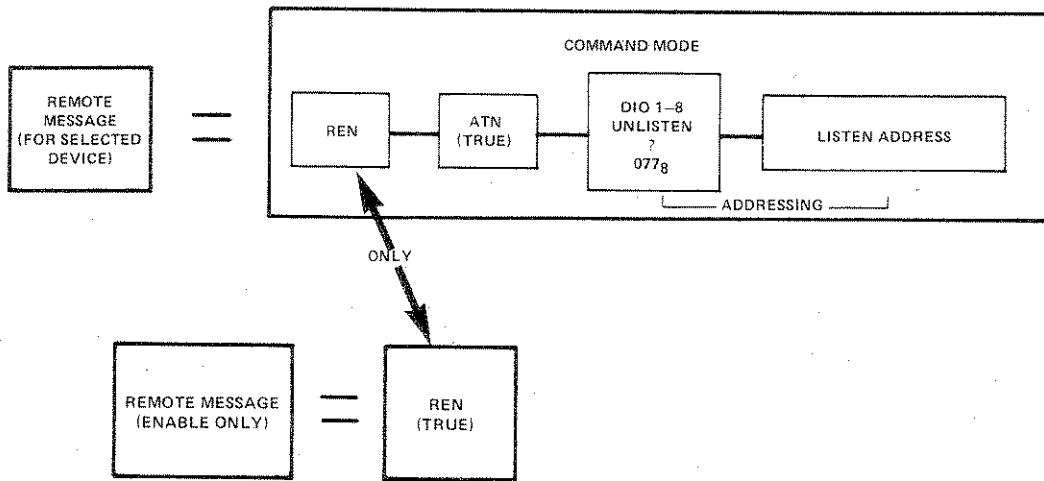 COMMAND MODE
REMOTE
MESSAGE
(FOR SELECTED
DEVICE)
=
REN
ATN
(TRUE)
DIO 1–8
UNLISTEN
?
077₈
LISTEN ADDRESS
ADDRESSING
ONLY
REMOTE MESSAGE
(ENABLE ONLY)
=
REN
(TRUE)